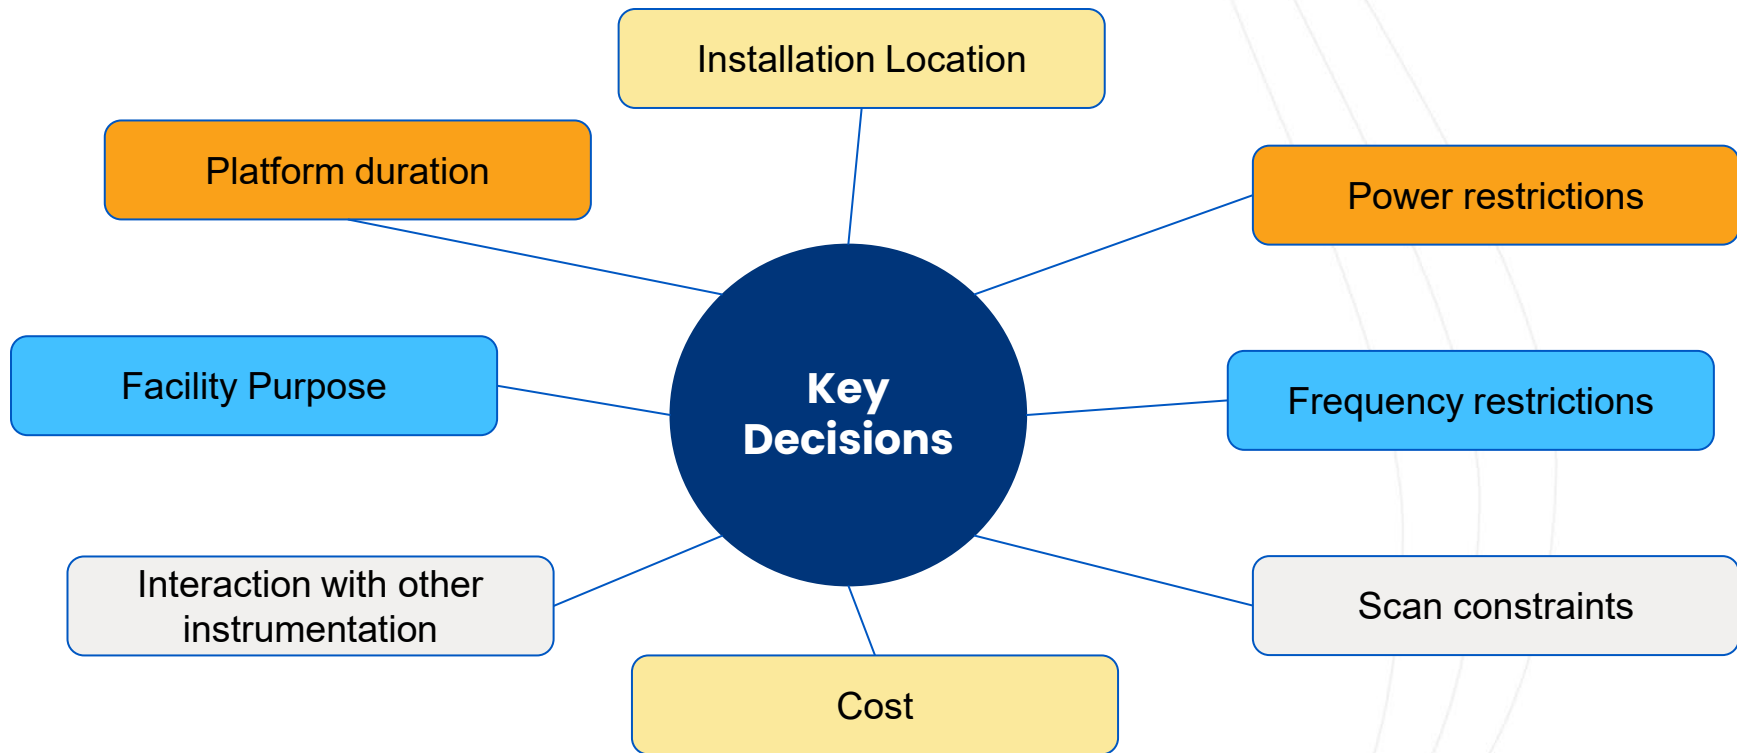 Installation Location
Platform duration
Power restrictions
Facility Purpose
Key
Decisions
Frequency restrictions
Interaction with other
instrumentation
Scan constraints
Cost